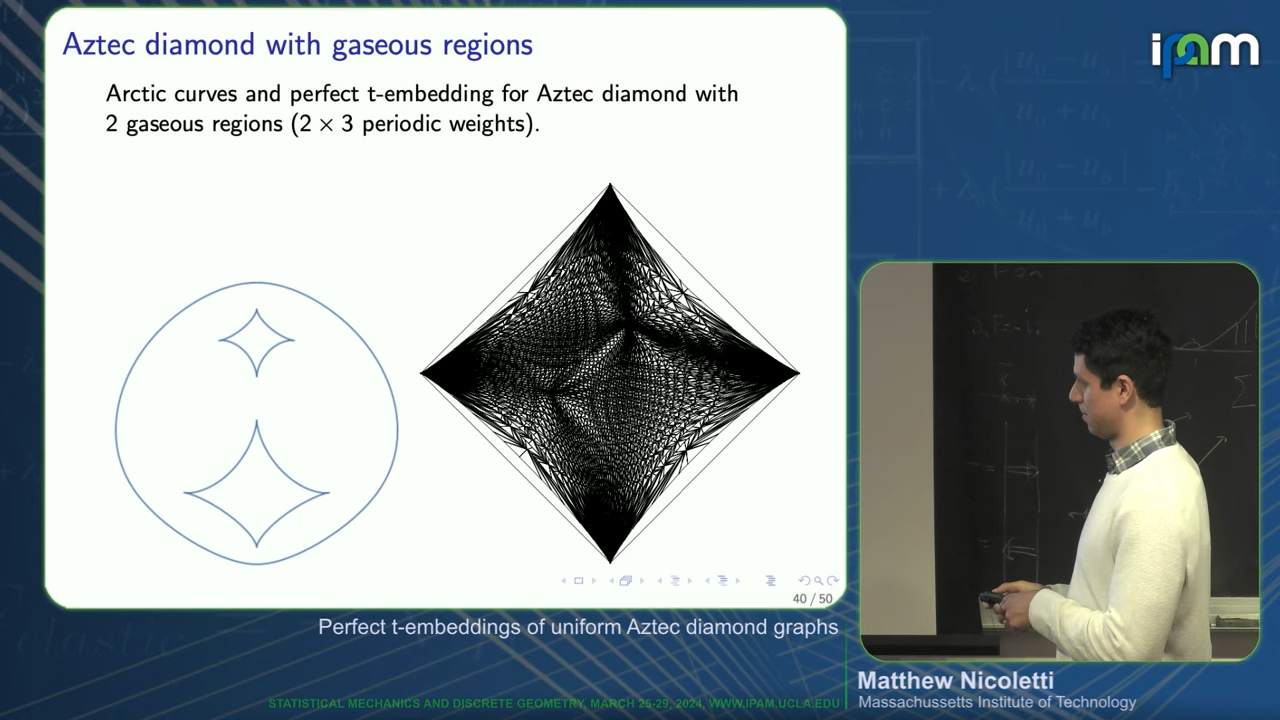 Aztec diamond with gaseous regions
Arctic curves and perfect t-embedding for Aztec diamond with
2 gaseous regions (2 × 3 periodic weights).
40 / 50
ipam
Perfect t-embeddings of uniform Aztec diamond graphs
Matthew Nicoletti
Massachussetts Institute of Technology
STATISTICAL MECHANICS AND DISCRETE GEOMETRY, MARCH 25-29, 2024, WWW.IPAM.UCLA.EDU